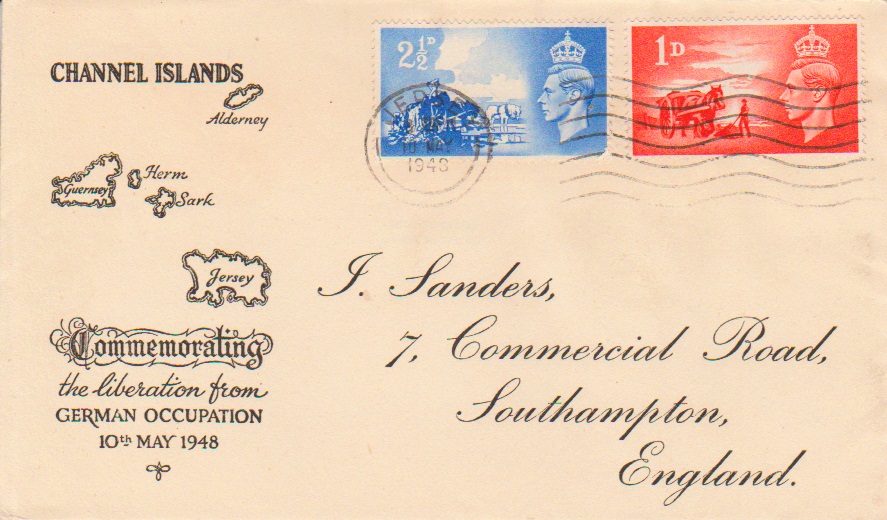 CHANNEL ISLANDS
Alderney
Herm
Guernsey
Sark
Jersey
Commemorating
the liberation from
GERMAN OCCUPATION
10th MAY 1948
2½D
1D
JERSEY
10 MAY
1948
J. Sanders,
7, Commercial Road,
Southampton,
England.